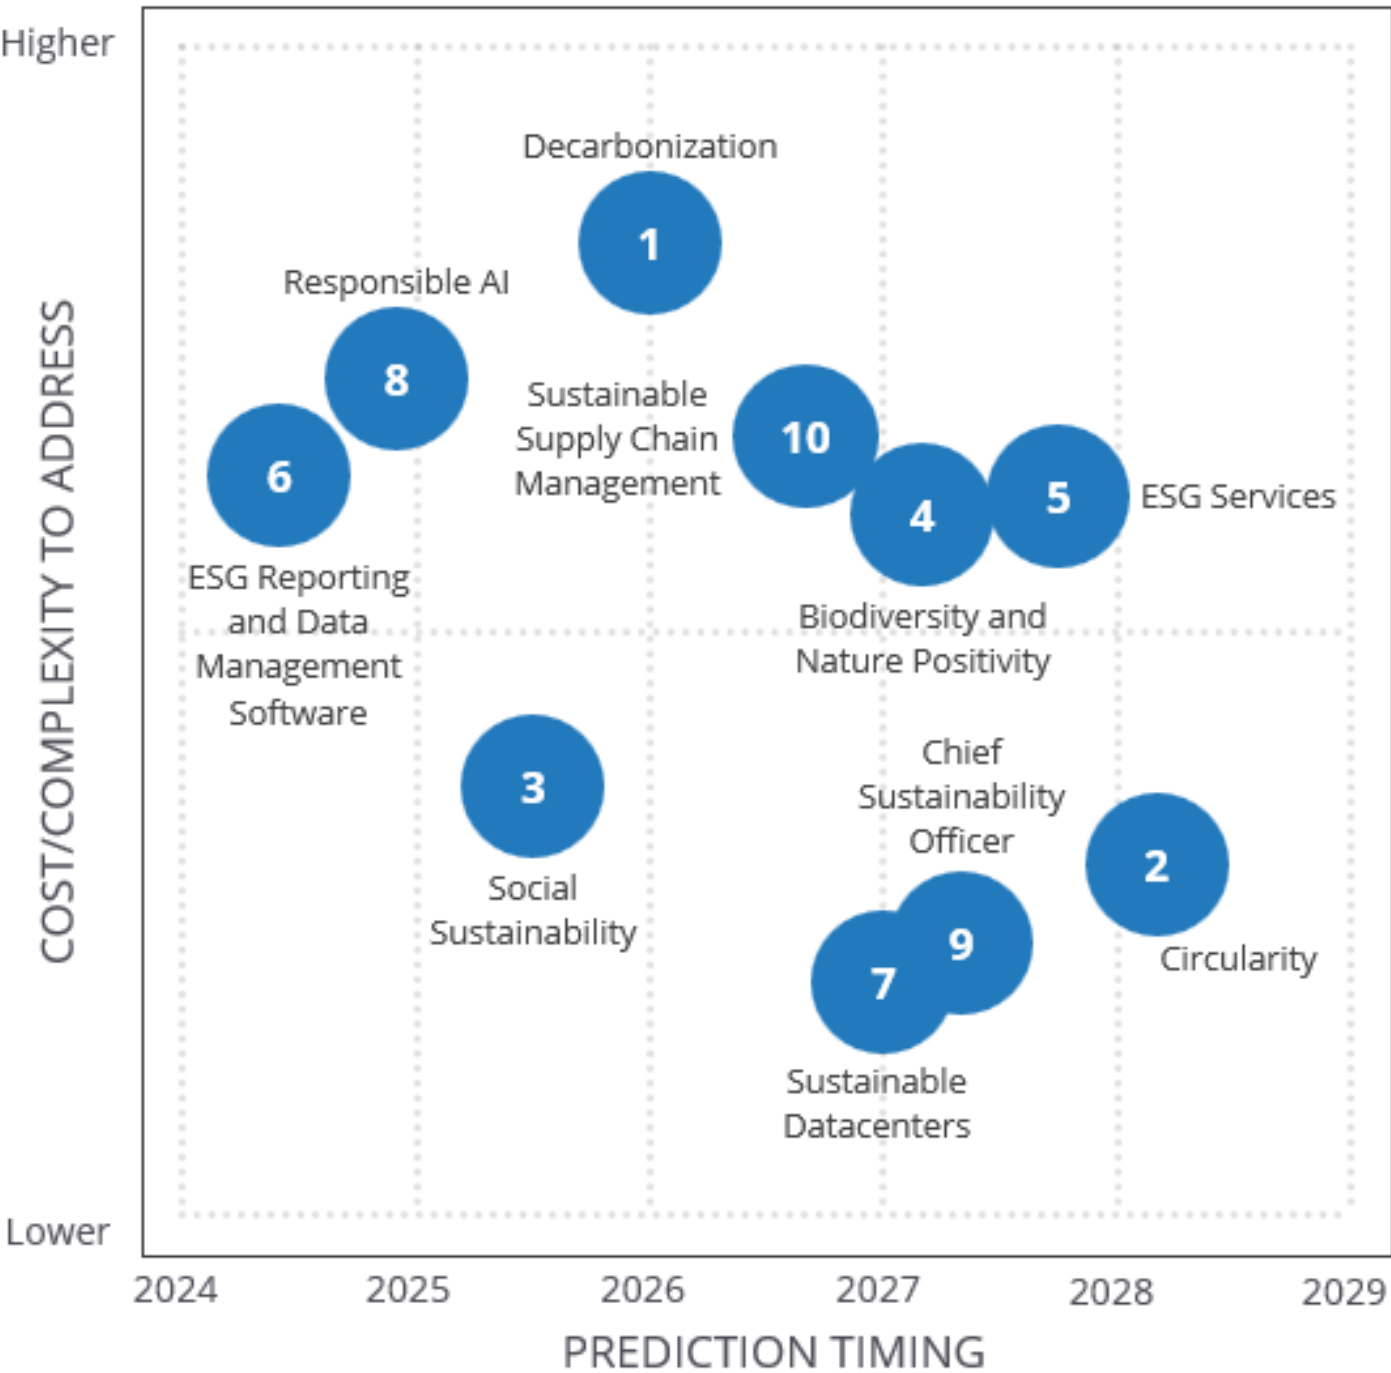 Higher
Decarbonization
1
Responsible AI
8
Sustainable
Supply Chain
Management
10
6
4
5
ESG Services
ESG Reporting
and Data
Management
Software
Biodiversity and
Nature Positivity
3
Social
Sustainability
Chief
Sustainability
Officer
9
2
Circularity
7
Sustainable
Datacenters
COST/COMPLEXITY TO ADDRESS
Lower
2024 2025 2026 2027 2028 2029
PREDICTION TIMING